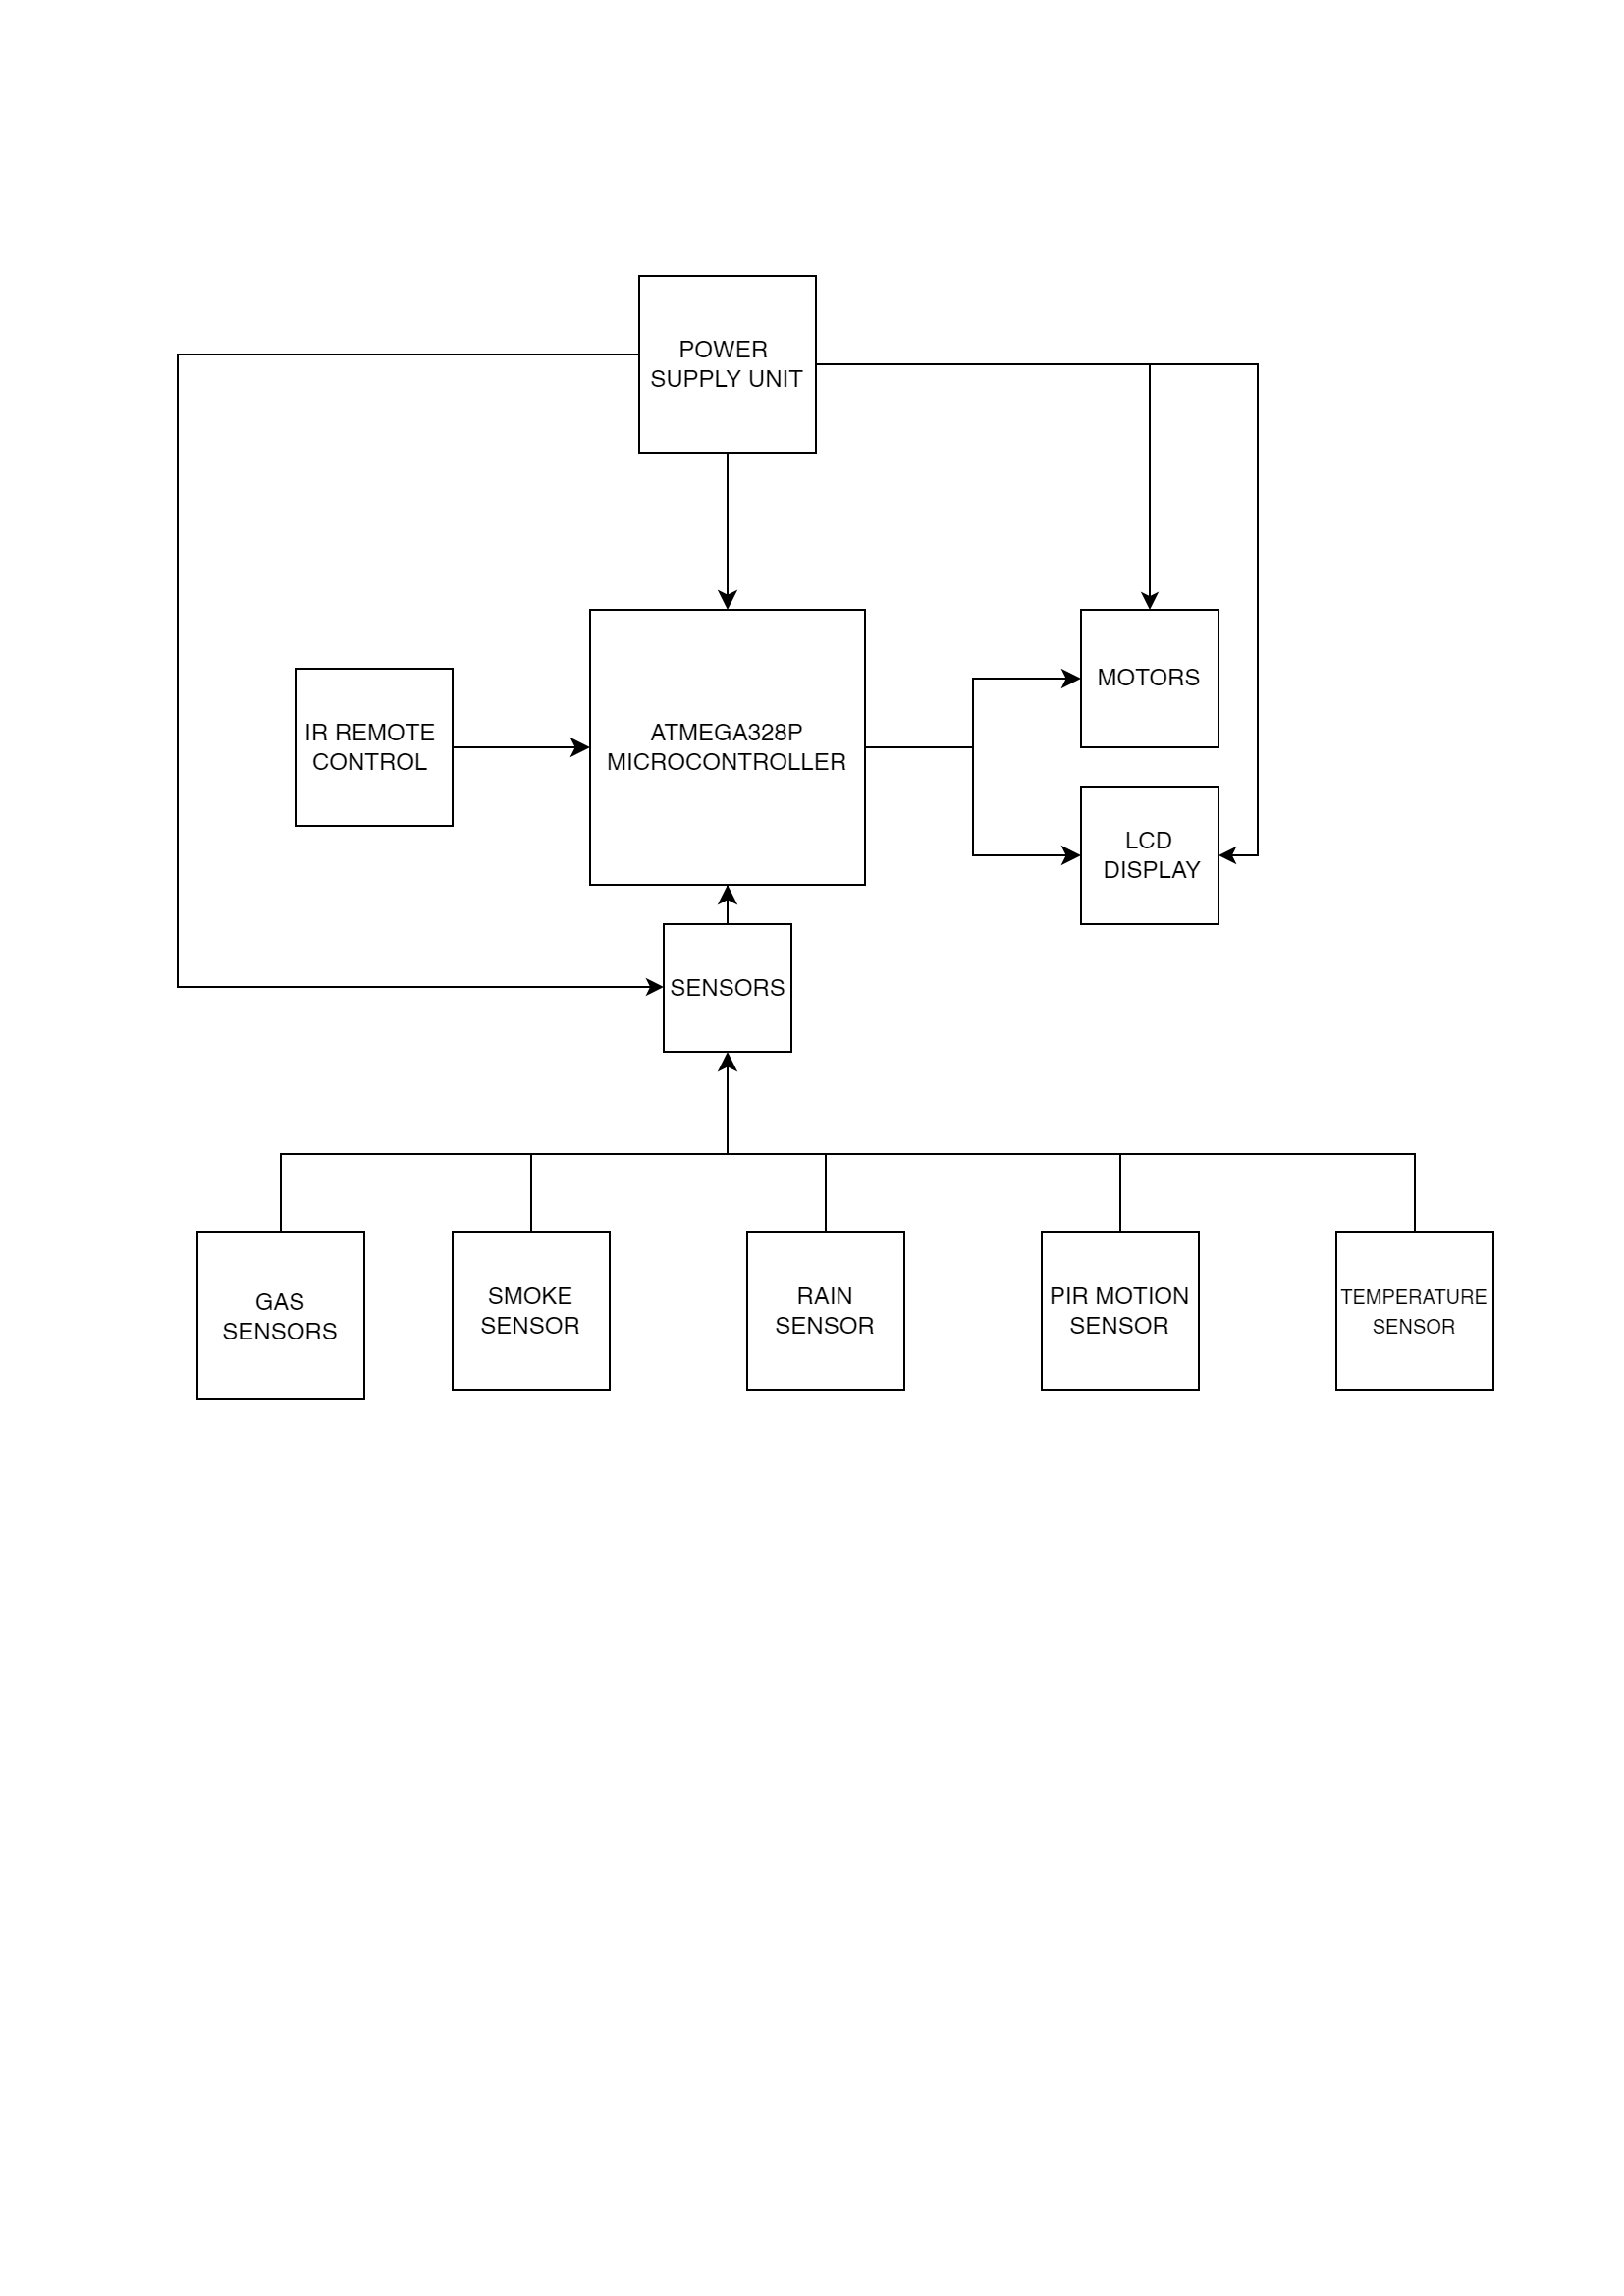 POWER
SUPPLY UNIT
IR REMOTE
CONTROL
ATMEGA328P
MICROCONTROLLER
MOTORS
LCD
DISPLAY
SENSORS
GAS
SENSORS
SMOKE
SENSOR
RAIN
SENSOR
PIR MOTION
SENSOR
TEMPERATURE
SENSOR